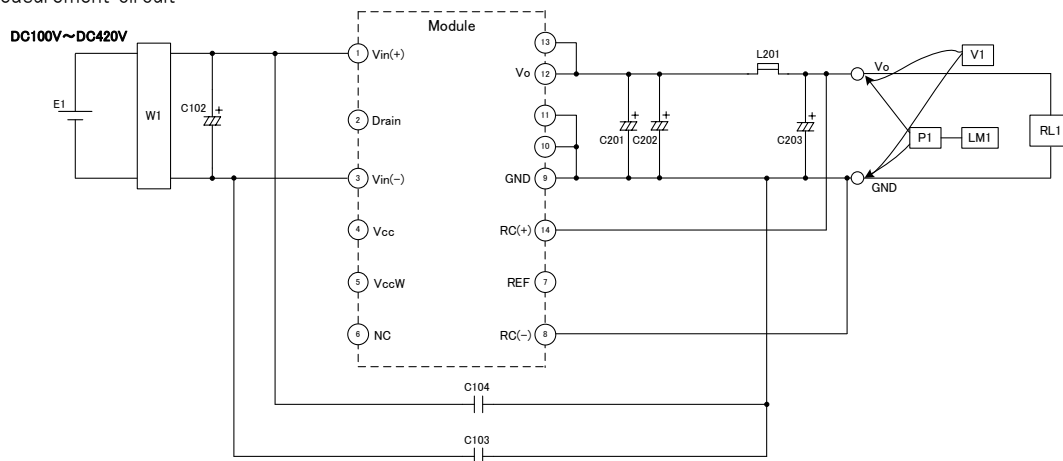 Module
DC100V～DC420V
E1
W1
C102
1
Vin(+)
2
Drain
3
Vin(-)
4
Vcc
5
VccW
6
NC
13
Vo
12
11
10
GND
9
RC(+)
14
REF
7
RC(-)
8
C201
C202
L201
C203
Vo
GND
V1
P1
LM1
RL1
C104
C103